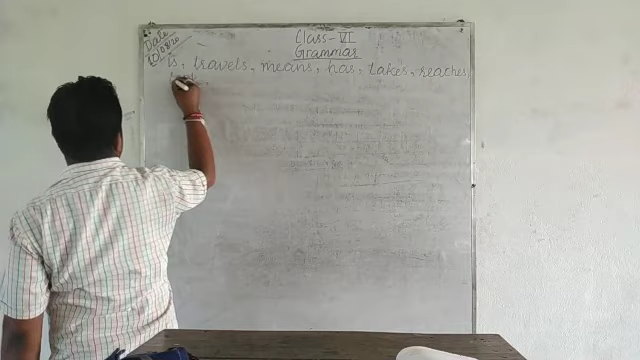 Date
Class-VI
Grammar
is, travels, means, has, takes, reaches,